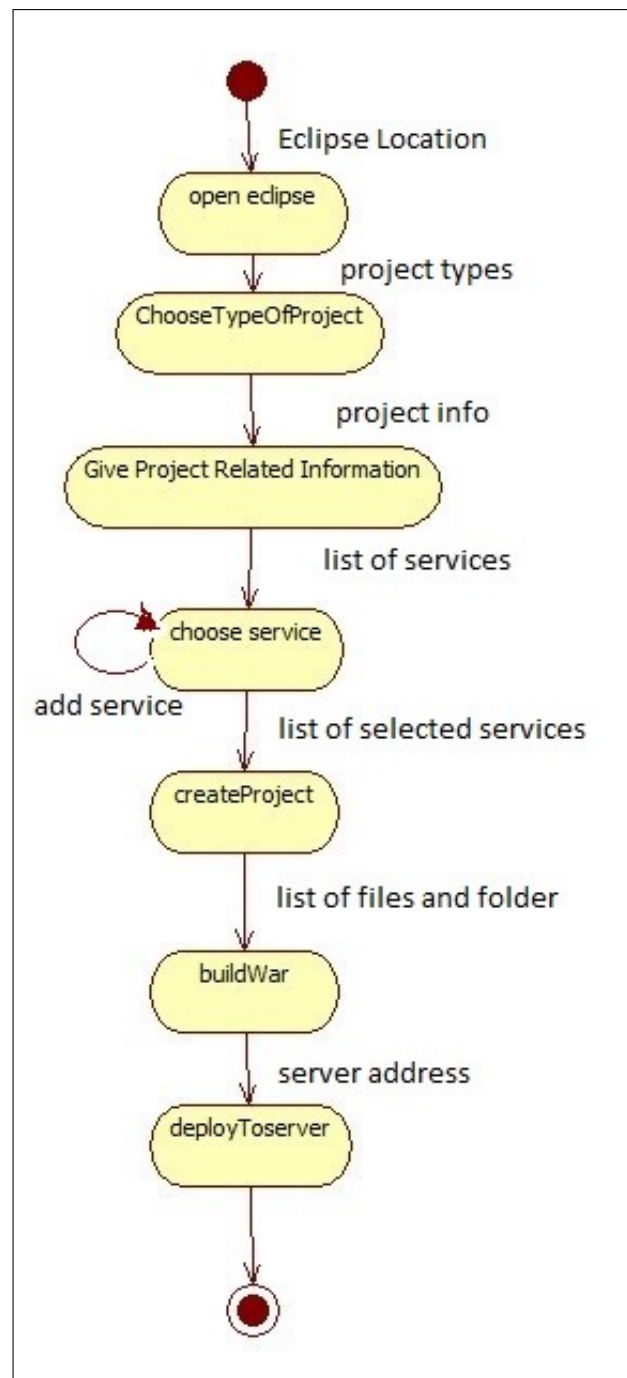 Eclipse Location
open eclipse
project types
ChooseTypeOfProject
project info
Give Project Related Information
list of services
choose service
add service
list of selected services
createProject
list of files and folder
buildWar
server address
deployToserver